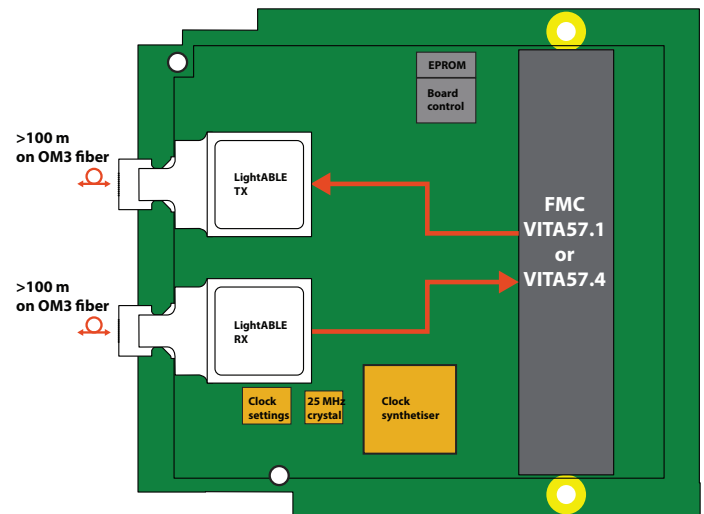 EPROM
Board
control
>100 m
on OM3 fiber
LightABLE
TX
FMC
VITA57.1
or
VITA57.4
>100 m
on OM3 fiber
LightABLE
RX
Clock
settings
25 MHz
crystal
Clock
synthetiser